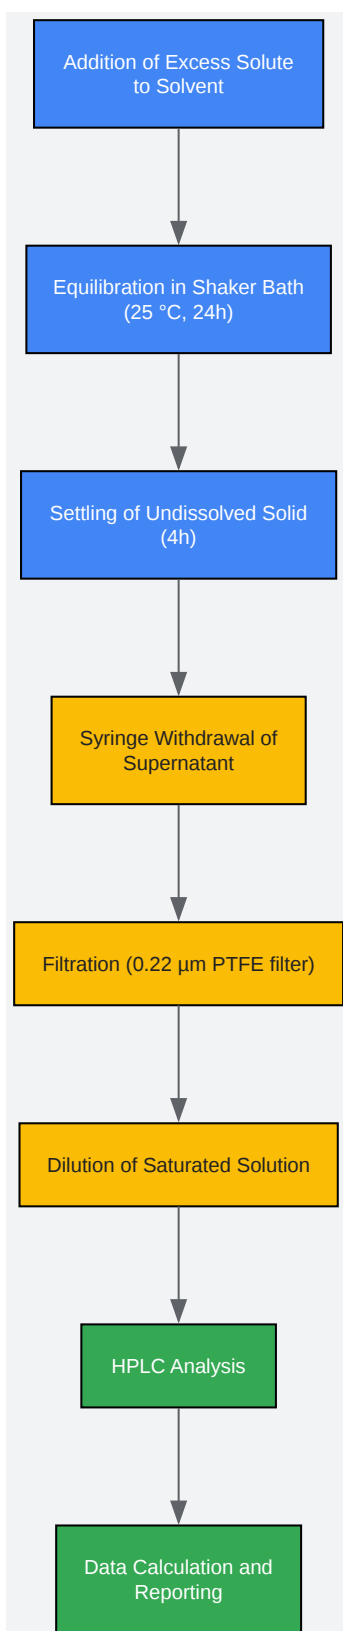 Addition of Excess Solute
to Solvent
Equilibration in Shaker Bath
(25 °C, 24h)
Settling of Undissolved Solid
(4h)
Syringe Withdrawal of
Supernatant
Filtration (0.22 µm PTFE filter)
Dilution of Saturated Solution
HPLC Analysis
Data Calculation and
Reporting